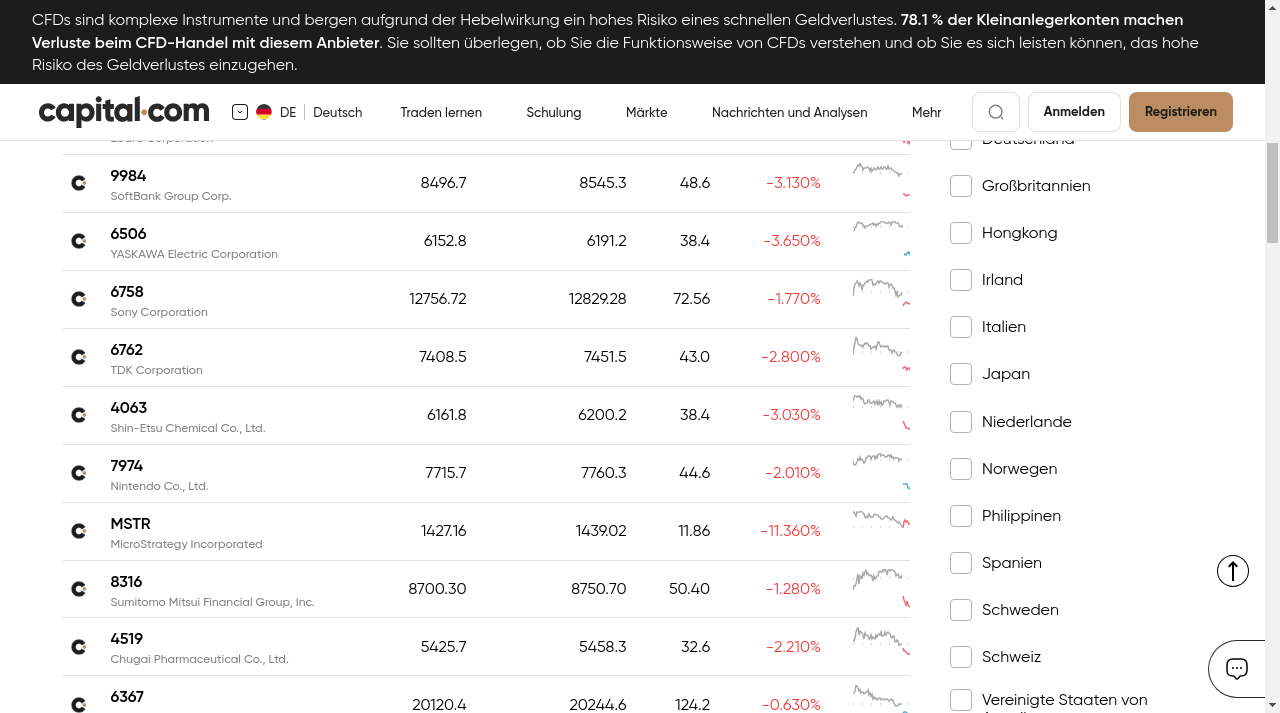 CFDs sind komplexe Instrumente und bergen aufgrund der Hebelwirkung ein hohes Risiko eines schnellen Geldverlustes. 78.1 % der Kleinanlegerkonten machen
Verluste beim CFD-Handel mit diesem Anbieter. Sie sollten überlegen, ob Sie die Funktionsweise von CFDs verstehen und ob Sie es sich leisten können, das hohe
Risiko des Geldverlustes einzugehen.
capital.com DE Deutsch Traden lernen Schulung Märkte Nachrichten und Analysen Mehr Anmelden Registrieren
Deutschland
9984 8496.7 8545.3 48.6 -3.130%
SoftBank Group Corp.
Großbritannien
6506 6152.8 6191.2 38.4 -3.650%
YASKAWA Electric Corporation
Hongkong
6758 12756.72 12829.28 72.56 -1.770%
Sony Corporation
Irland
Italien
6762 7408.5 7451.5 43.0 -2.800%
TDK Corporation
Japan
4063 6161.8 6200.2 38.4 -3.030%
Shin-Etsu Chemical Co., Ltd.
Niederlande
7974 7715.7 7760.3 44.6 -2.010%
Nintendo Co., Ltd.
Norwegen
MSTR 1427.16 1439.02 11.86 -11.360%
MicroStrategy Incorporated
Philippinen
8316 8700.30 8750.70 50.40 -1.280%
Sumitomo Mitsui Financial Group, Inc.
Spanien
Schweden
4519 5425.7 5458.3 32.6 -2.210%
Chugai Pharmaceutical Co., Ltd.
Schweiz
6367 20120.4 20244.6 124.2 -0.630%
Vereinigte Staaten von